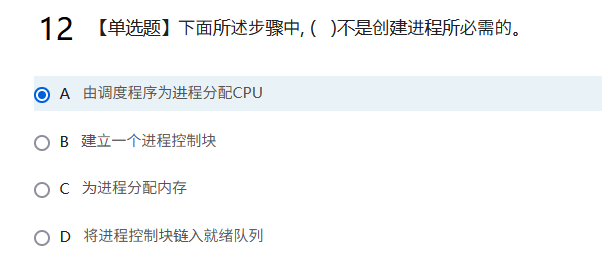 12 【单选题】下面所述步骤中, (   )不是创建进程所必需的。
A 由调度程序为进程分配CPU
B 建立一个进程控制块
C 为进程分配内存
D 将进程控制块链入就绪队列